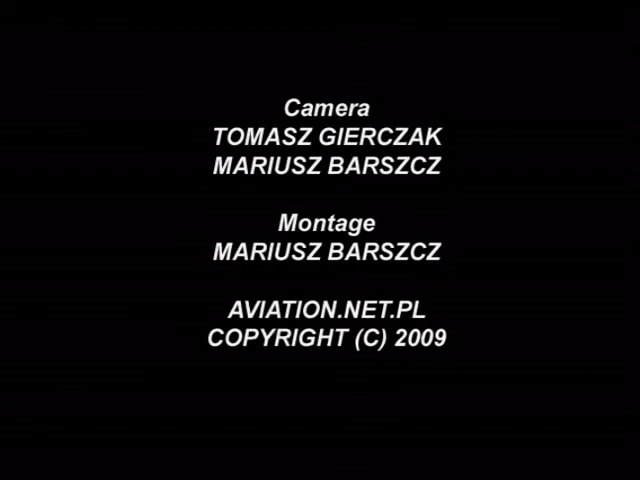 Camera
TOMASZ GIERCZAK
MARIUSZ BARSZCZ
Montage
MARIUSZ BARSZCZ
AVIATION.NET.PL
COPYRIGHT (C) 2009